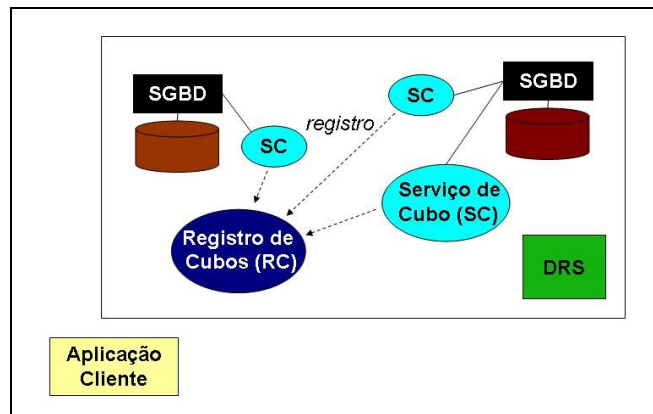 SGBD
SC
SGBD
registro
SC
Serviço de
Cubo (SC)
Registro de
Cubos (RC)
DRS
Aplicação
Cliente